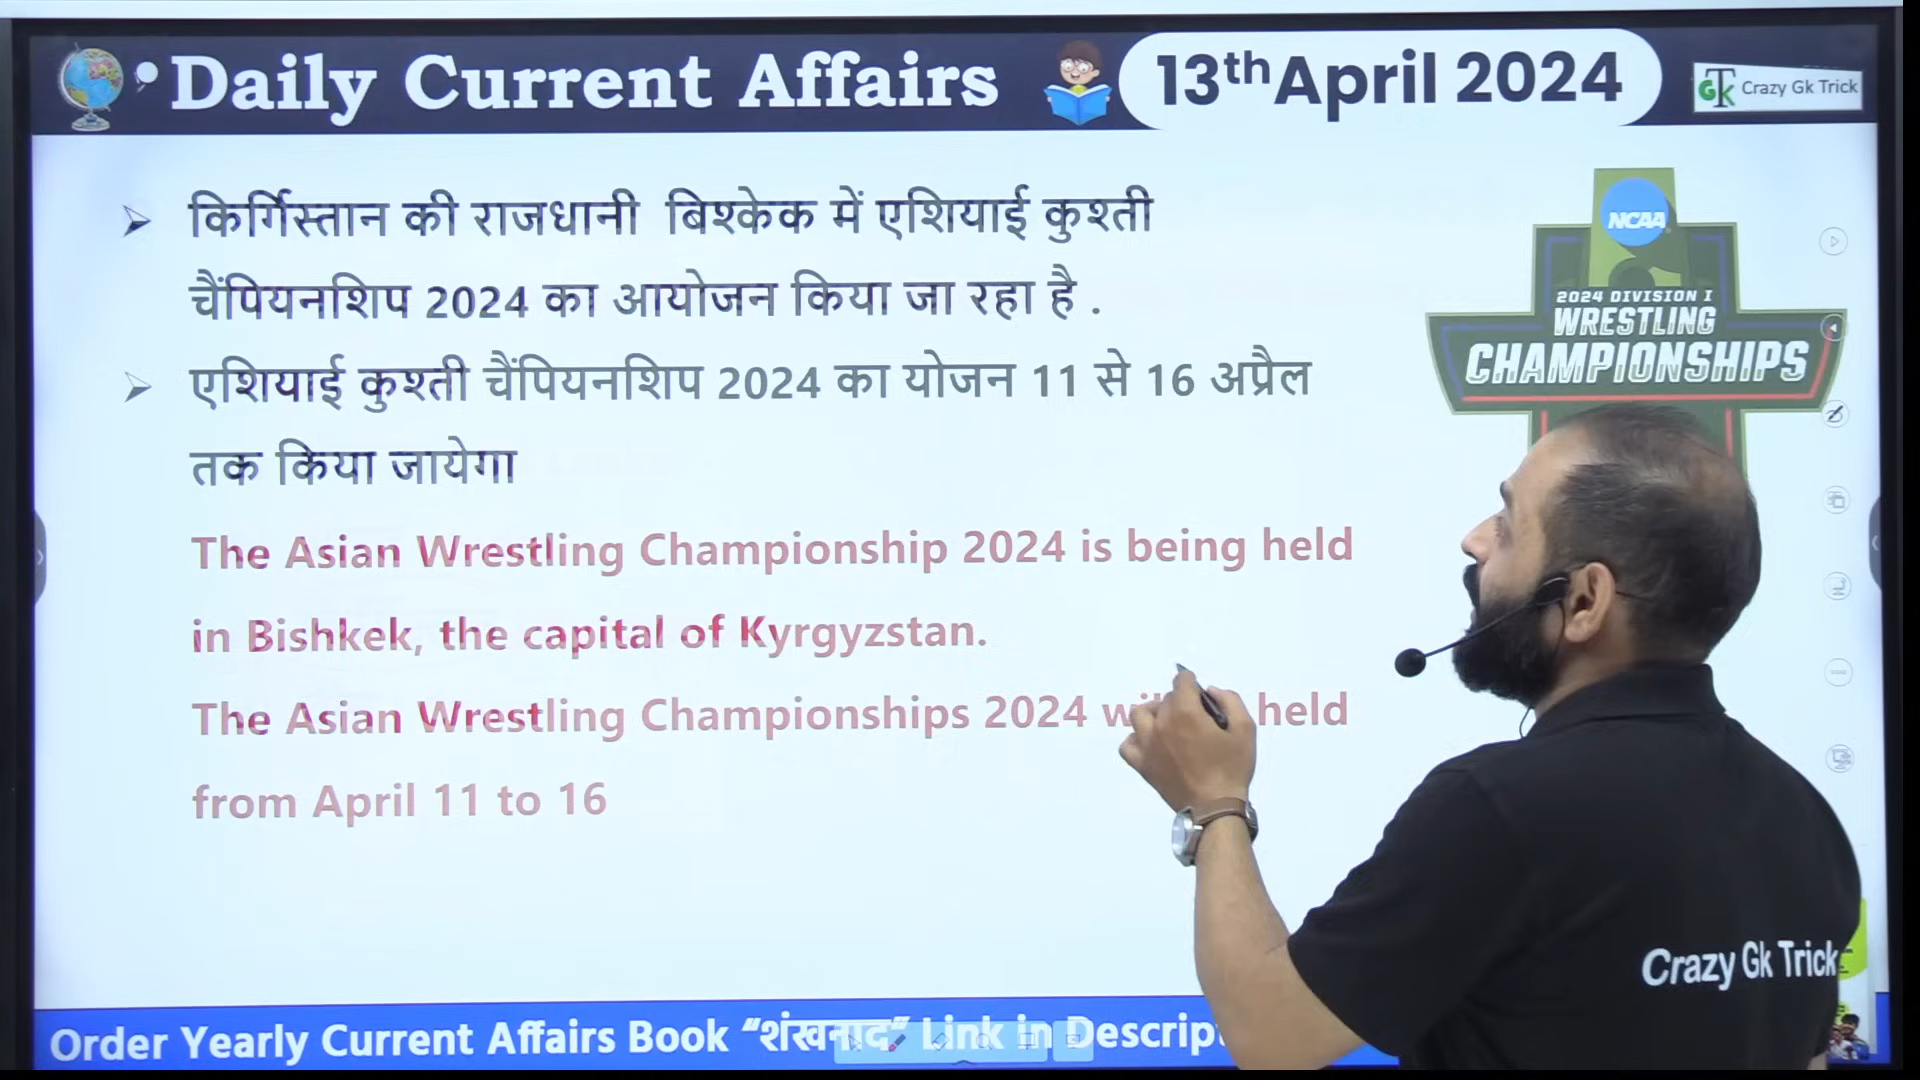 Daily Current Affairs
13th April 2024
GTK Crazy Gk Trick
किर्गिस्तान की राजधानी बिश्केक में एशियाई कुश्ती
चैंपियनशिप 2024 का आयोजन किया जा रहा है .
एशियाई कुश्ती चैंपियनशिप 2024 का योजन 11 से 16 अप्रैल
तक किया जायेगा
The Asian Wrestling Championship 2024 is being held
in Bishkek, the capital of Kyrgyzstan.
The Asian Wrestling Championships 2024 held
from April 11 to 16
NCAA
2024 DIVISION I
WRESTLING
CHAMPIONSHIPS
Crazy Gk Trick
Order Yearly Current Affairs Book “शंखनाद” Link in Descript